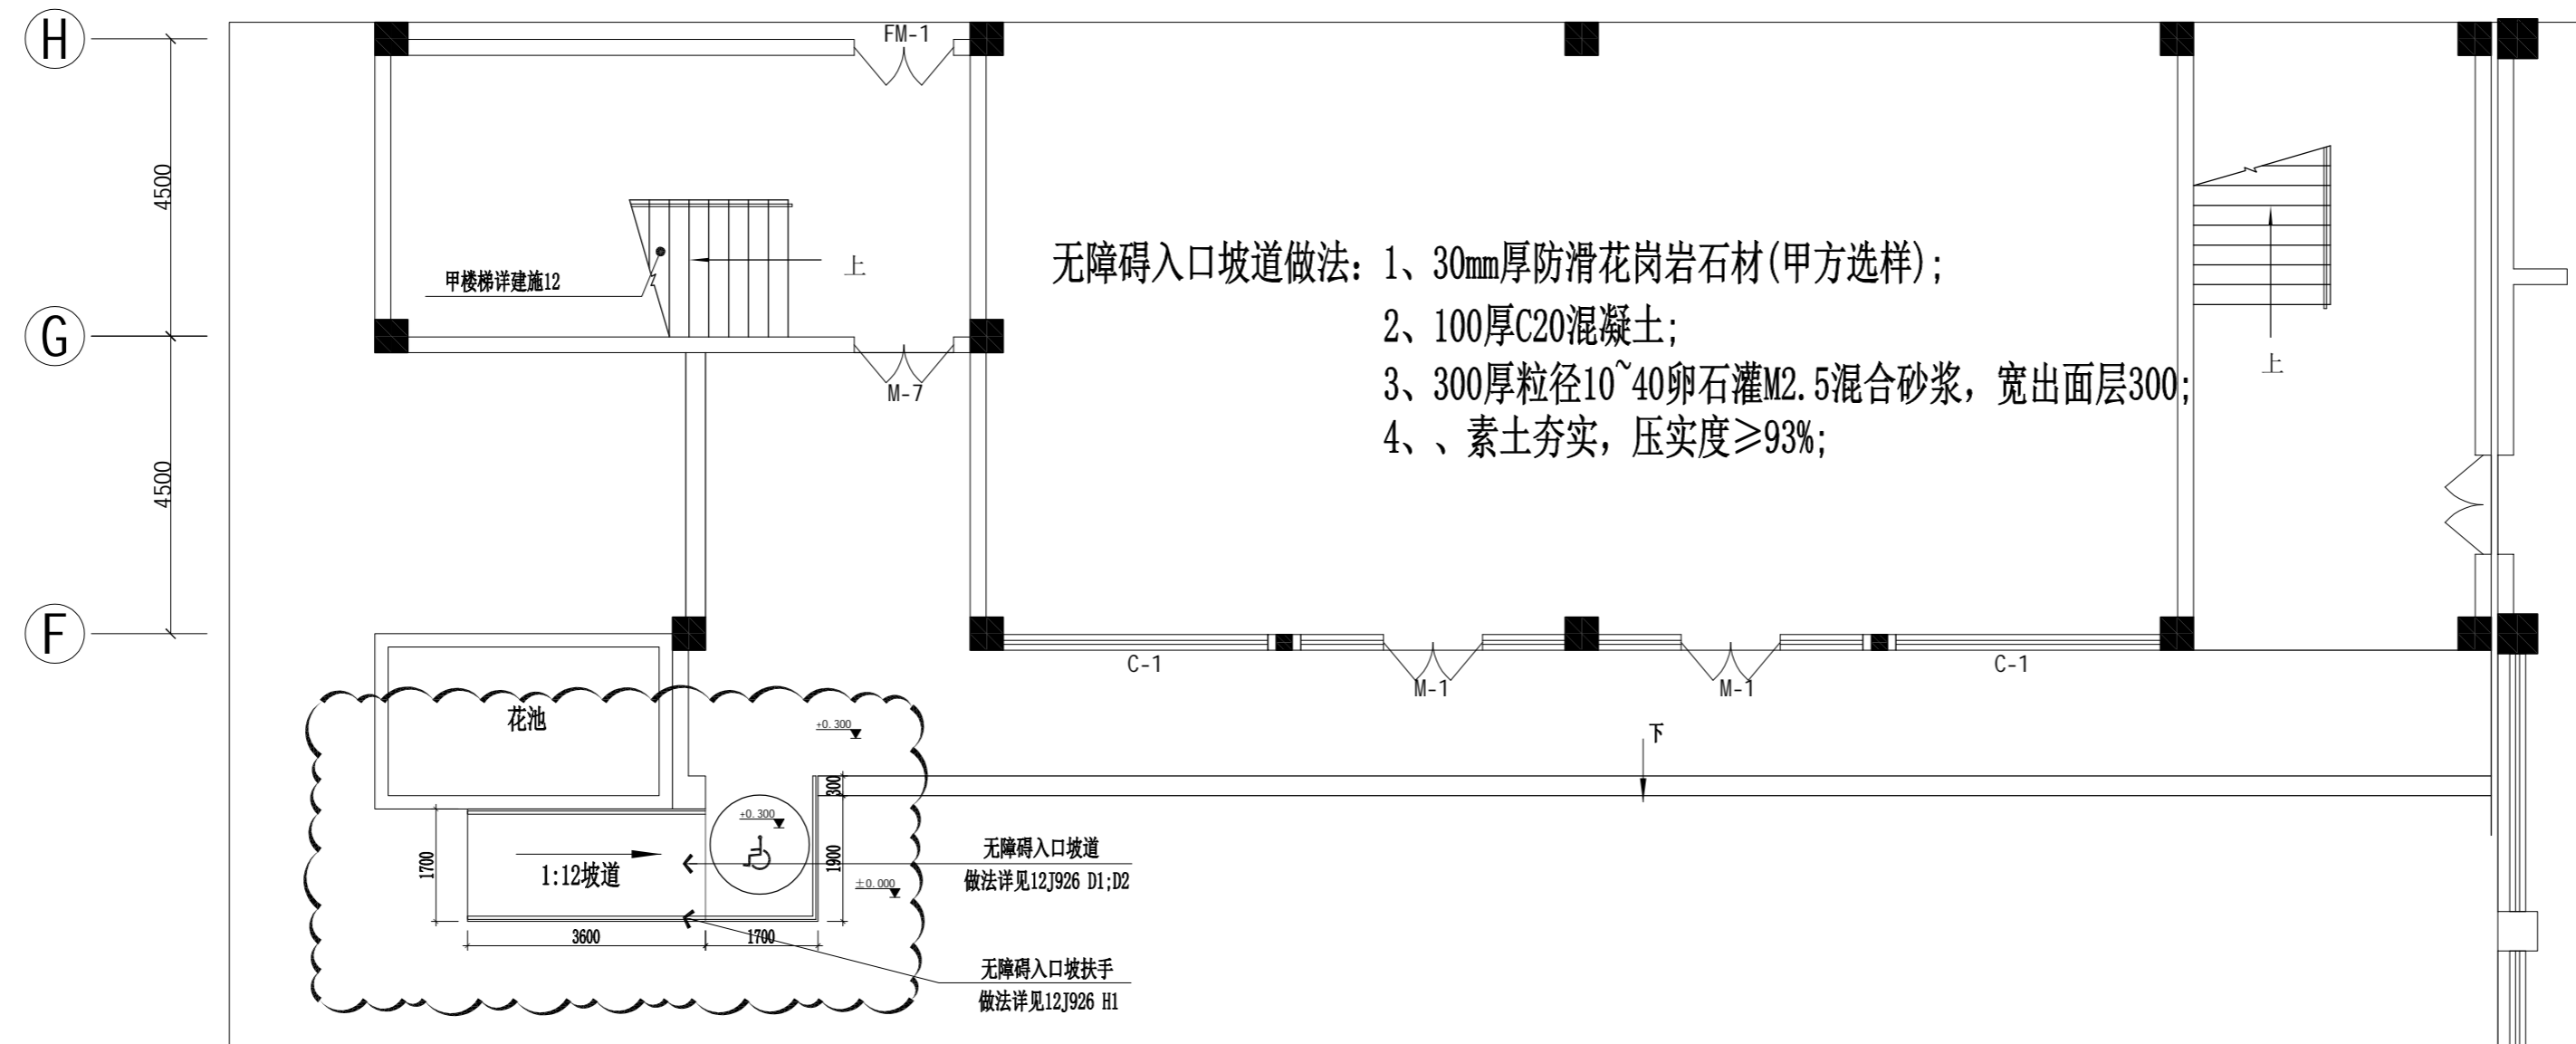 H
FM-1
4500
甲楼梯详建施12
上
无障碍入口坡道做法: 1、30mm厚防滑花岗岩石材(甲方选样);
2、100厚C20混凝土;
3、300厚粒径10~40卵石灌M2.5混合砂浆, 宽出面层300;
4、、素土夯实, 压实度≥93%;
上
G
M-7
4500
F
C-1
M-1
M-1
C-1
花池
+0.300
下
300
+0.300
1700
1:12坡道
1900
±0.000
无障碍入口坡道
做法详见12J926 D1;D2
3600
1700
无障碍入口坡扶手
做法详见12J926 H1